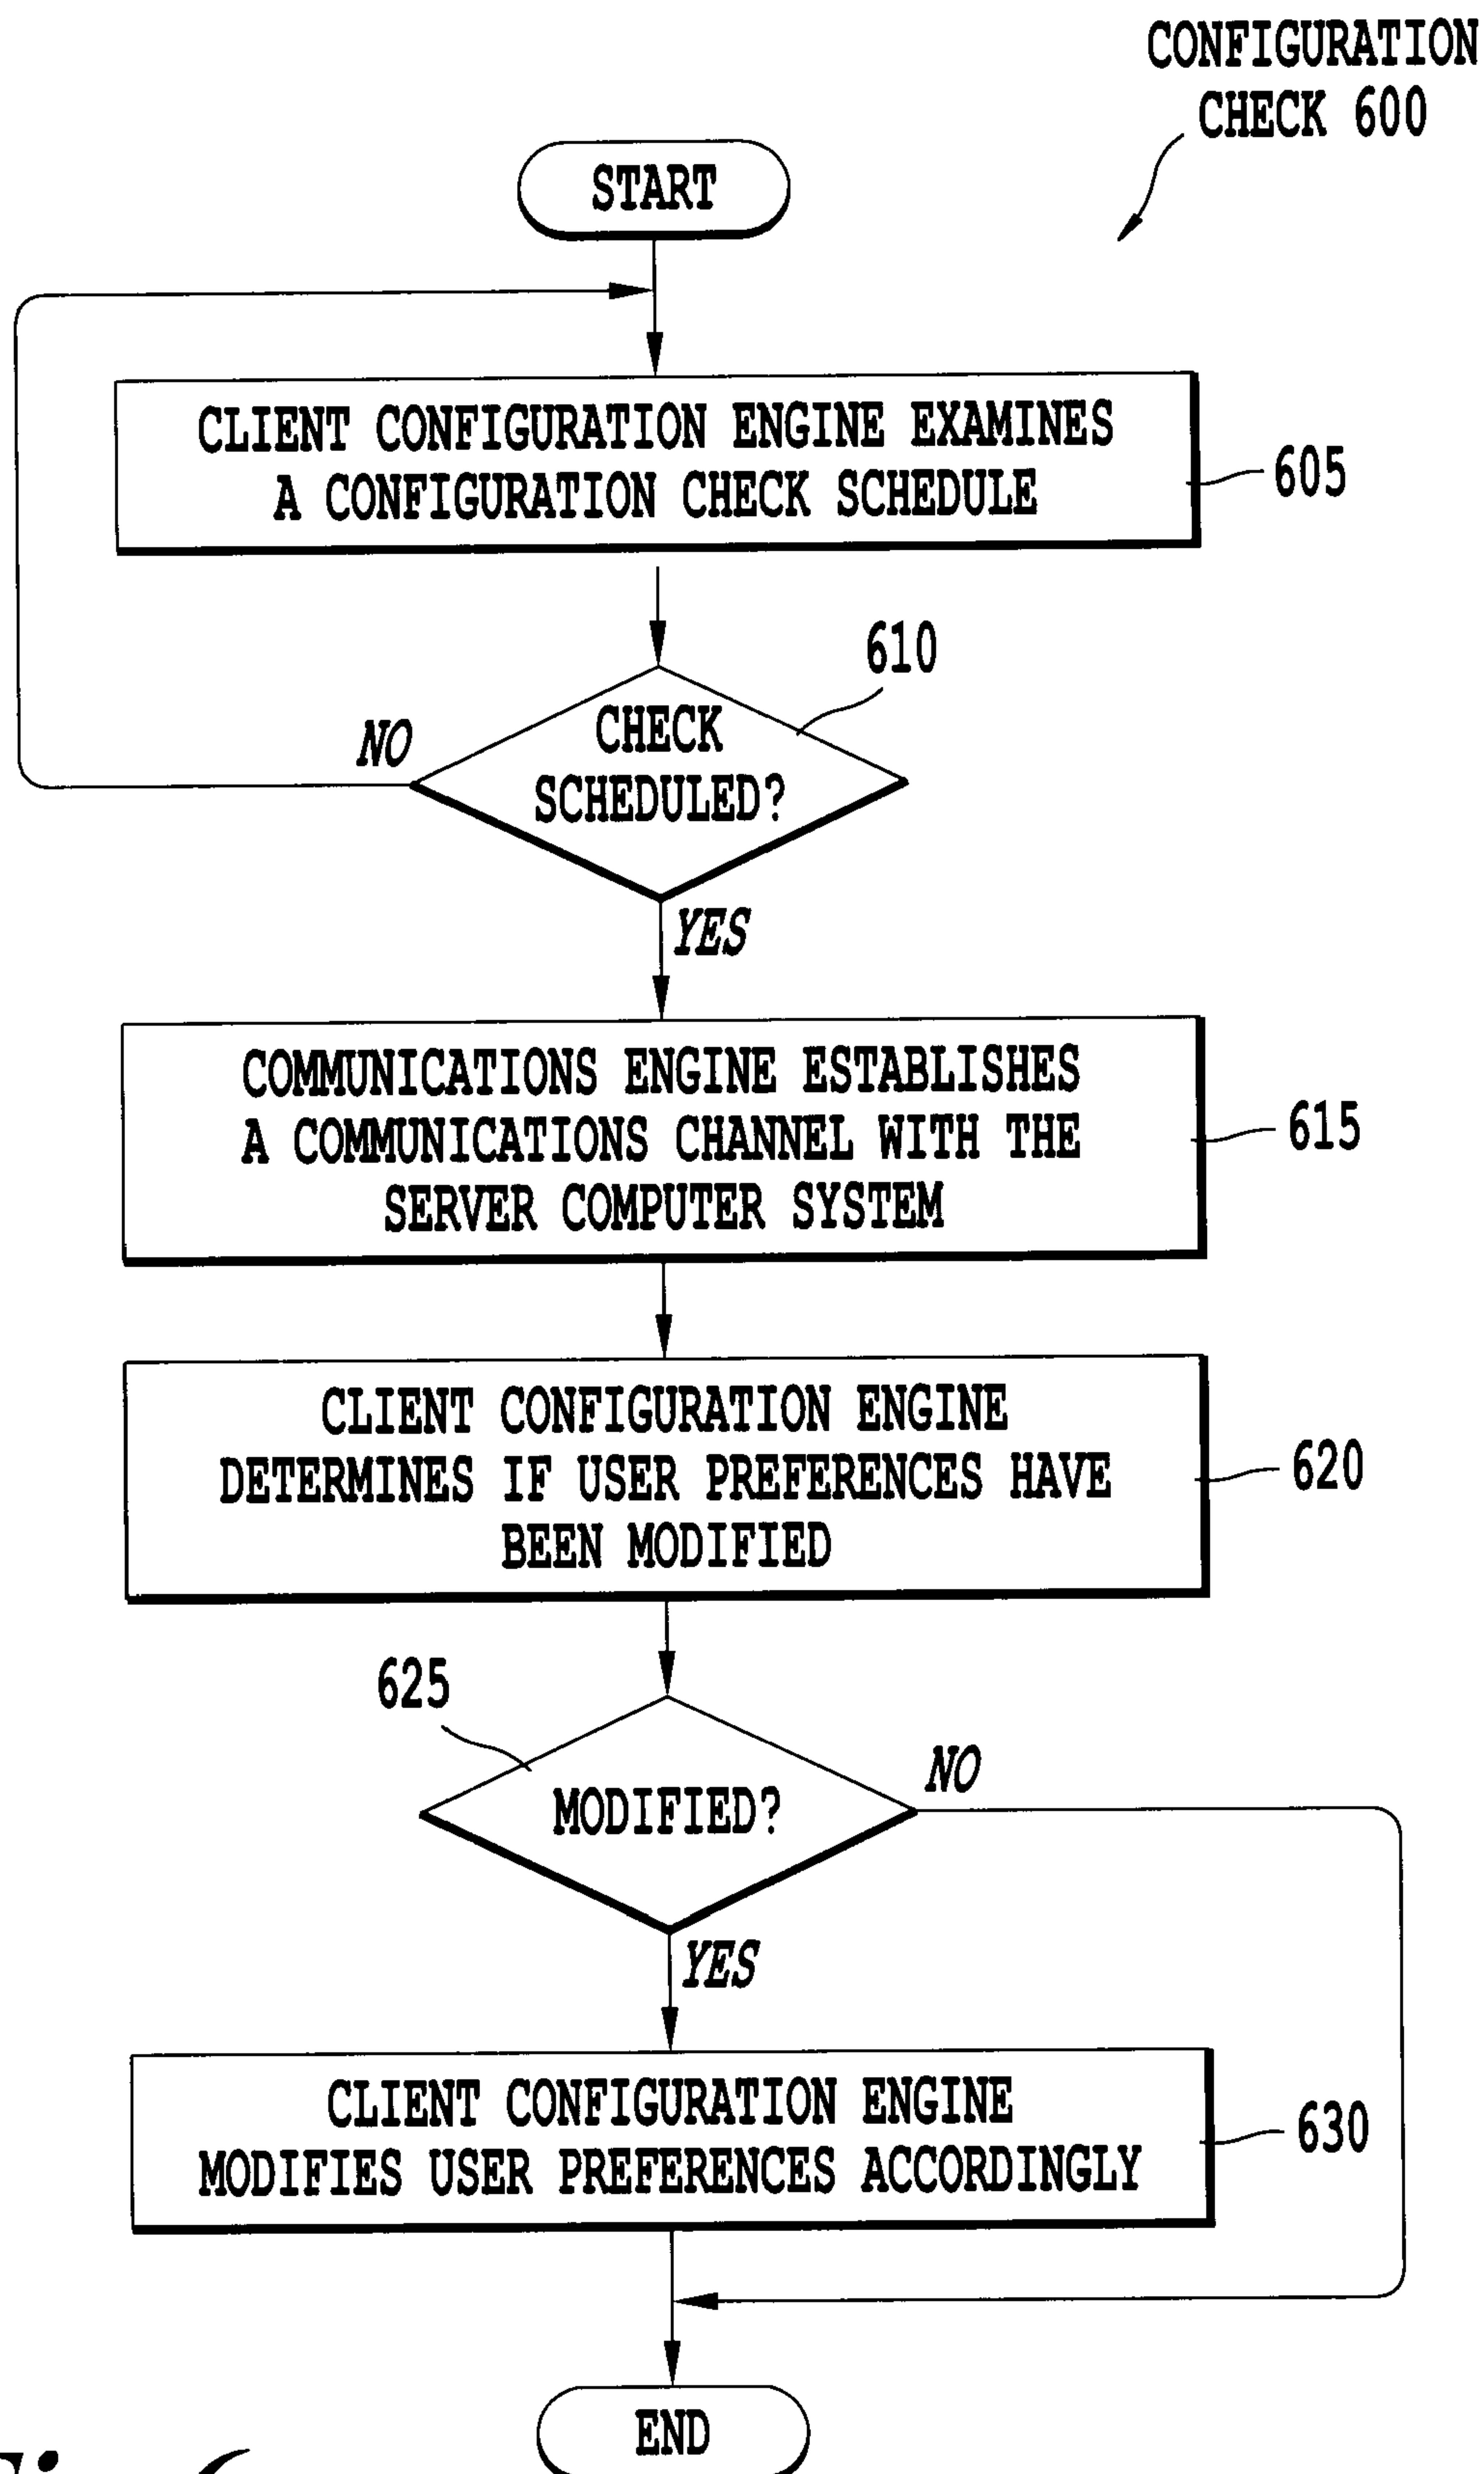 CONFIGURATION
CHECK 600
START
CLIENT CONFIGURATION ENGINE EXAMINES
A CONFIGURATION CHECK SCHEDULE
605
610
CHECK
SCHEDULED?
NO
YES
COMMUNICATIONS ENGINE ESTABLISHES
A COMMUNICATIONS CHANNEL WITH THE
SERVER COMPUTER SYSTEM
615
CLIENT CONFIGURATION ENGINE
DETERMINES IF USER PREFERENCES HAVE
BEEN MODIFIED
620
625
MODIFIED?
NO
YES
CLIENT CONFIGURATION ENGINE
MODIFIES USER PREFERENCES ACCORDINGLY
630
END